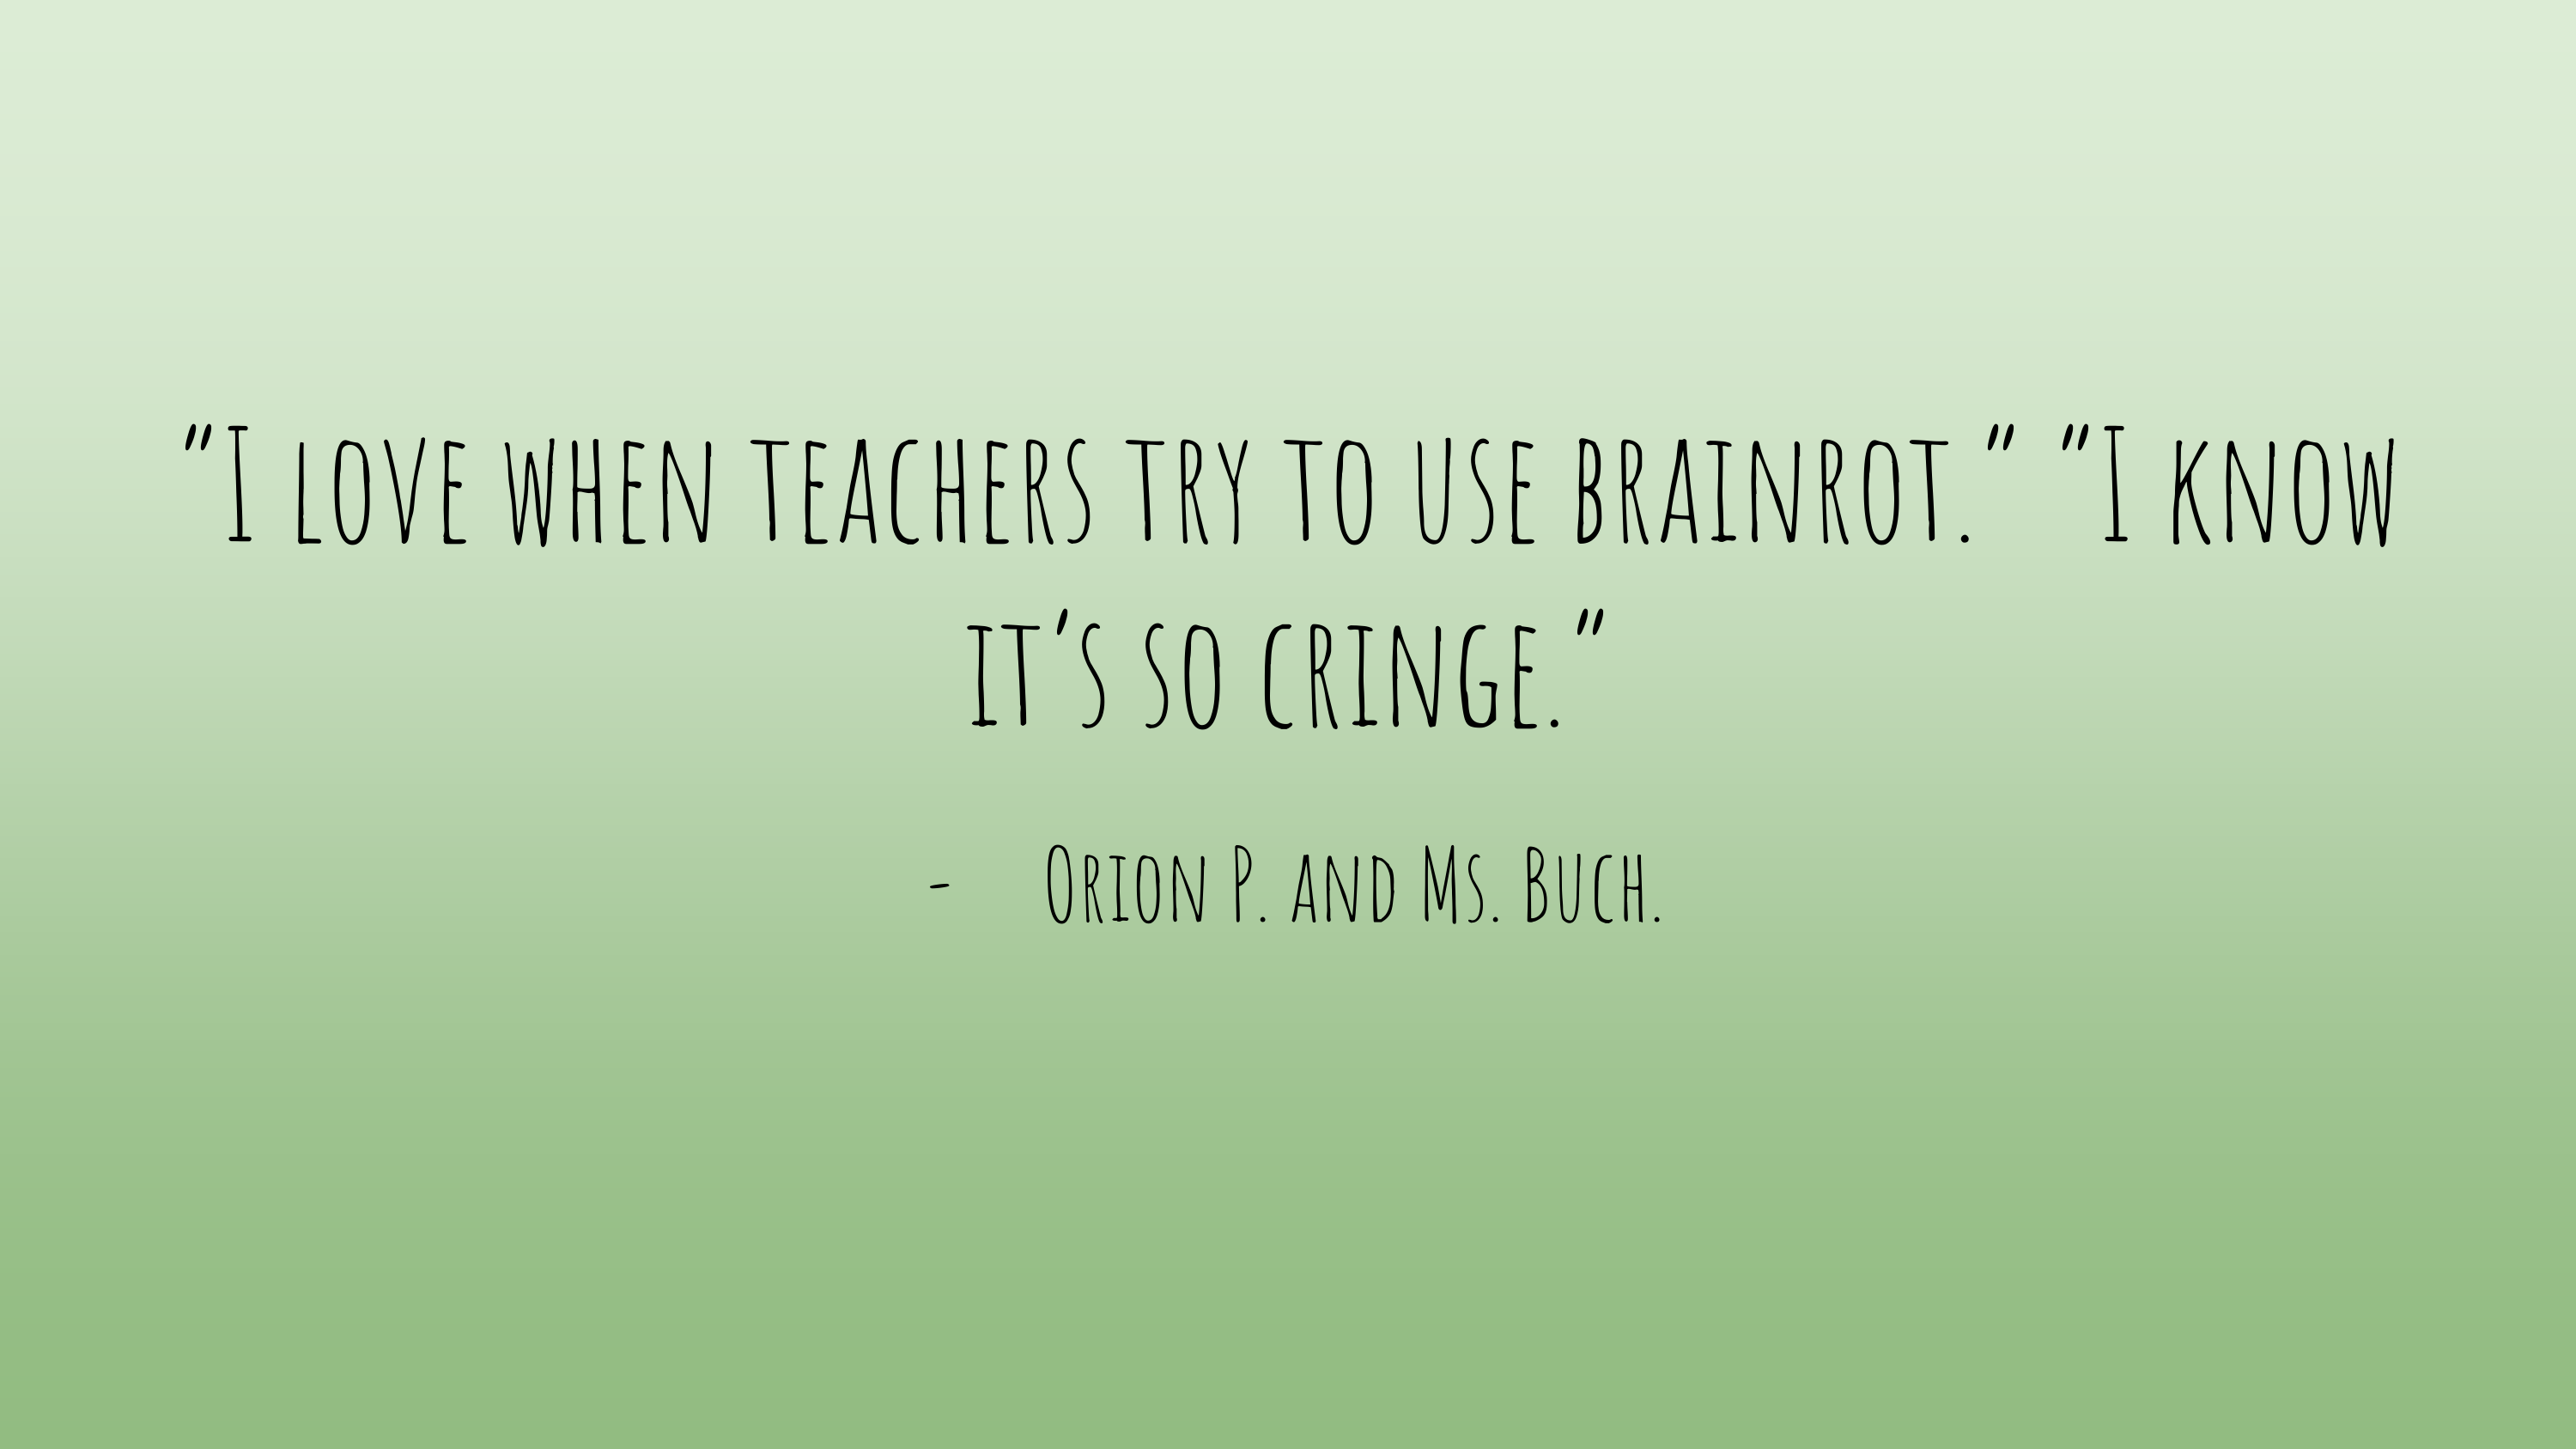 "I love when teachers try to use brainrot." "I know
it's so cringe."
- Orion P. and Ms. Buch.